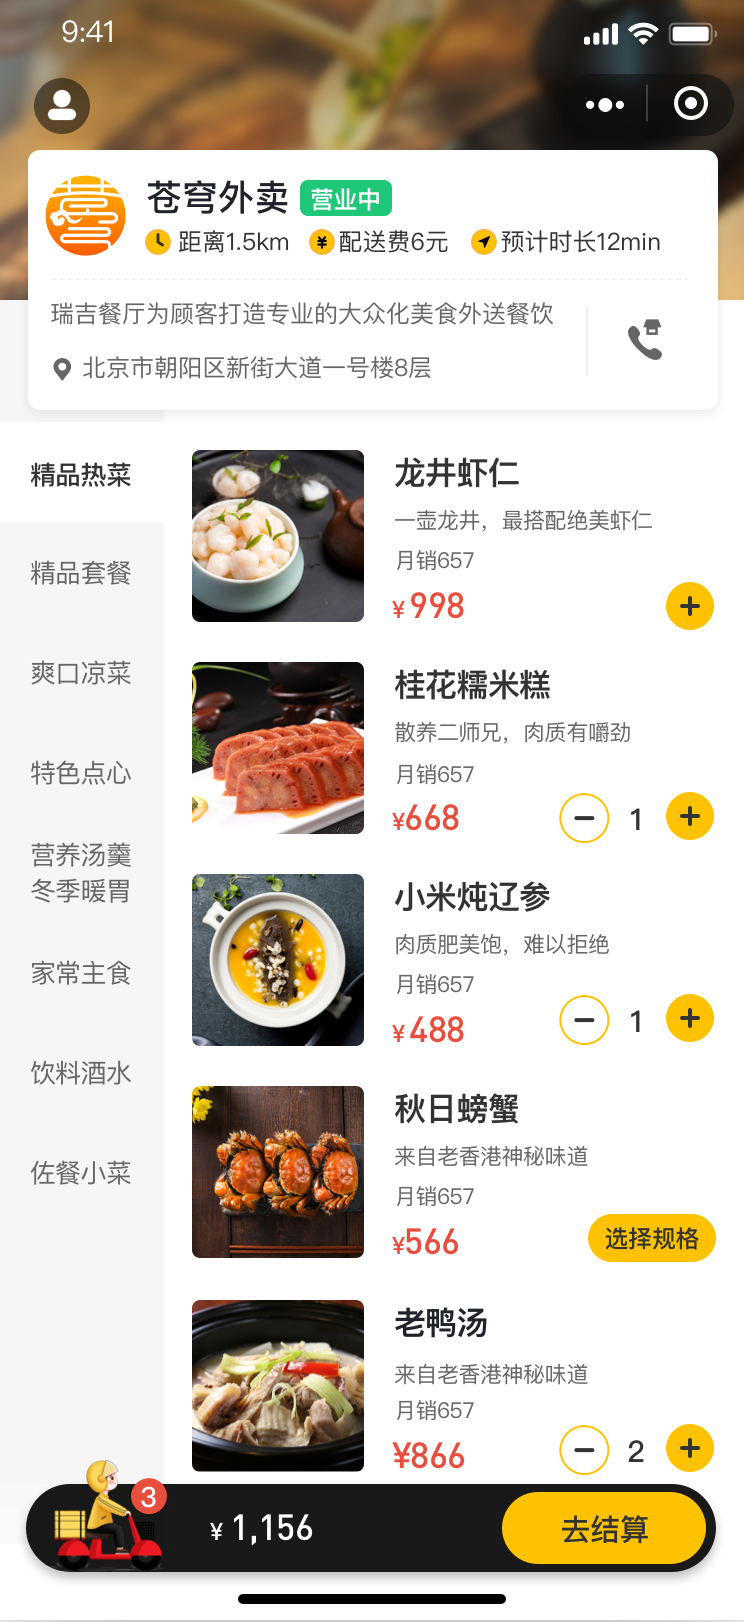 9:41
苍穹外卖 营业中
距离1.5km ¥ 配送费6元 预计时长12min
瑞吉餐厅为顾客打造专业的大众化美食外送餐饮
北京市朝阳区新街大道一号楼8层
精品热菜
精品套餐
爽口凉菜
特色点心
营养汤羹
冬季暖胃
家常主食
饮料酒水
佐餐小菜
龙井虾仁
一壶龙井，最搭配绝美虾仁
月销657
¥ 998
桂花糯米糕
散养二师兄，肉质有嚼劲
月销657
¥668
1
小米炖辽参
肉质肥美饱，难以拒绝
月销657
¥ 488
1
秋日螃蟹
来自老香港神秘味道
月销657
¥566
选择规格
老鸭汤
来自老香港神秘味道
月销657
¥866
2
3
¥ 1,156
去结算